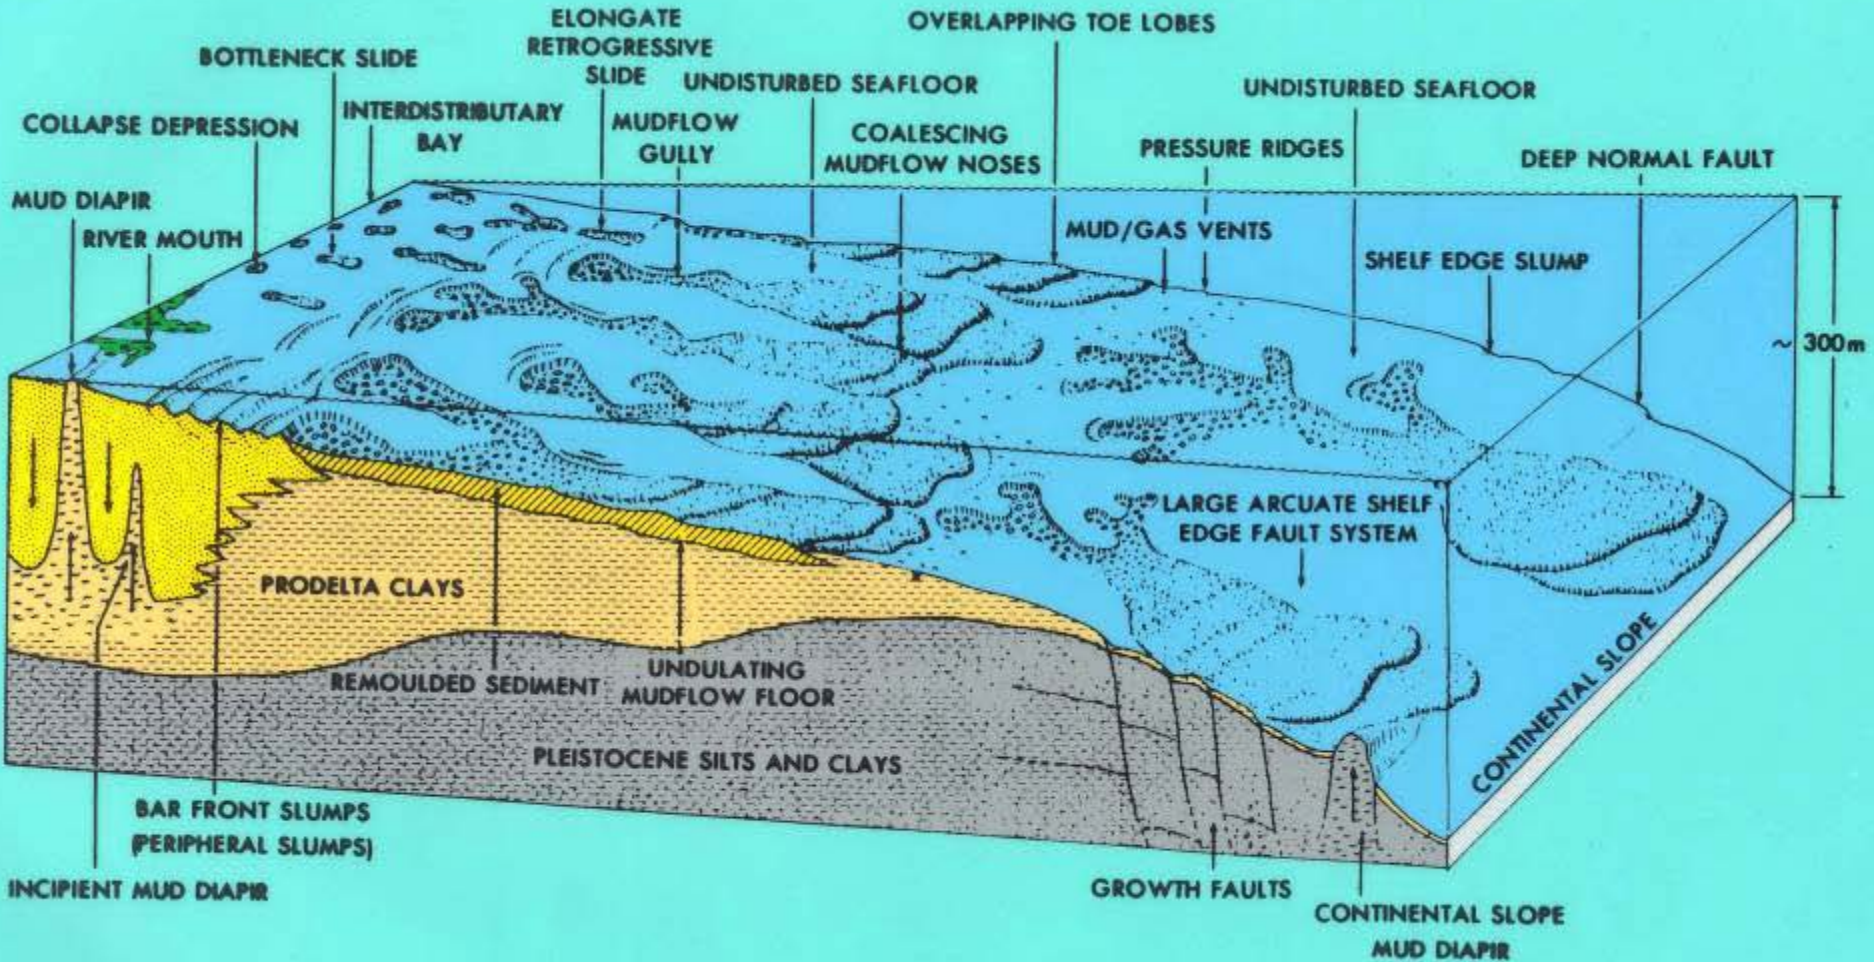 ELONGATE
RETROGRESSIVE
SLIDE
OVERLAPPING TOE LOBES
BOTTLENECK SLIDE
UNDISTURBED SEAFLOOR
UNDISTURBED SEAFLOOR
COLLAPSE DEPRESSION
INTERDISTRIBUTARY
BAY
MUDFLOW
GULLY
COALESCING
MUDFLOW NOSES
PRESSURE RIDGES
DEEP NORMAL FAULT
MUD DIAPIR
RIVER MOUTH
MUD/GAS VENTS
SHELF EDGE SLUMP
~ 300m
LARGE ARCUATE SHELF
EDGE FAULT SYSTEM
PRODELTA CLAYS
REMOULDED SEDIMENT
UNDULATING
MUDFLOW FLOOR
CONTINENTAL SLOPE
PLEISTOCENE SILTS AND CLAYS
BAR FRONT SLUMPS
(PERIPHERAL SLUMPS)
INCIPIENT MUD DIAPIR
GROWTH FAULTS
CONTINENTAL SLOPE
MUD DIAPIR